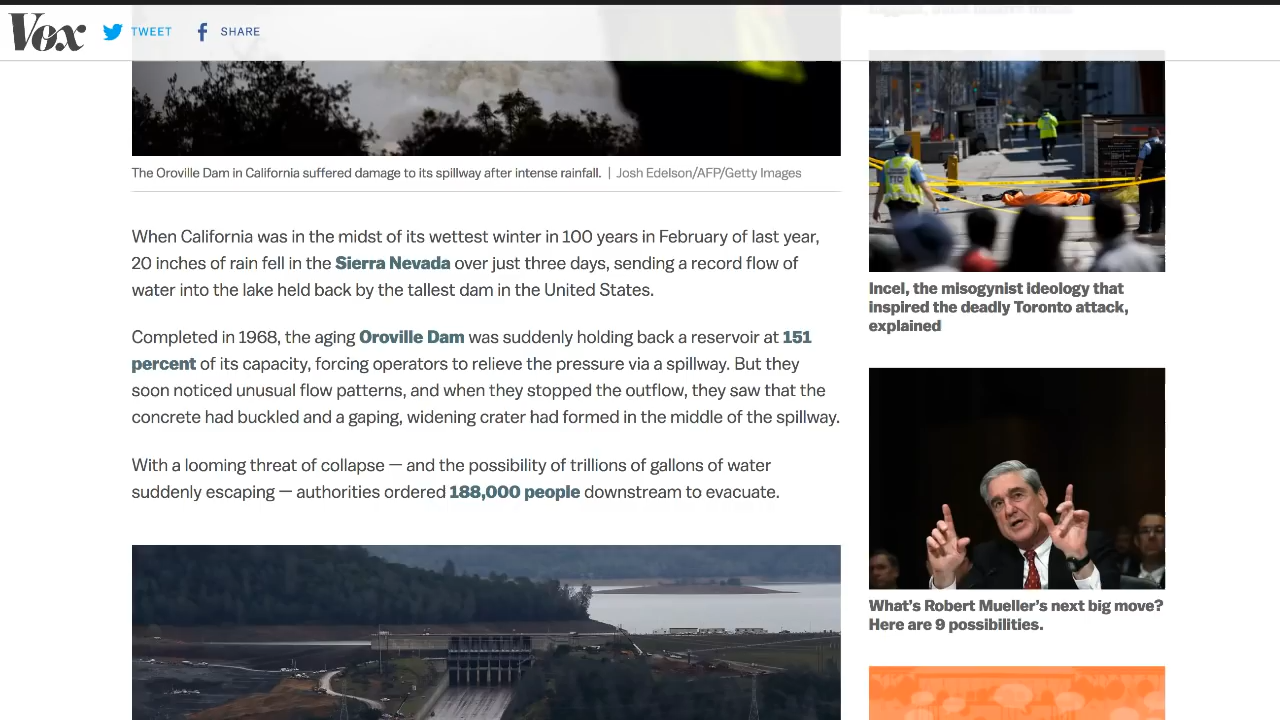 Vox
TWEET
SHARE
The Oroville Dam in California suffered damage to its spillway after intense rainfall. | Josh Edelson/AFP/Getty Images
When California was in the midst of its wettest winter in 100 years in February of last year,
20 inches of rain fell in the Sierra Nevada over just three days, sending a record flow of
water into the lake held back by the tallest dam in the United States.
Completed in 1968, the aging Oroville Dam was suddenly holding back a reservoir at 151
percent of its capacity, forcing operators to relieve the pressure via a spillway. But they
soon noticed unusual flow patterns, and when they stopped the outflow, they saw that the
concrete had buckled and a gaping, widening crater had formed in the middle of the spillway.
With a looming threat of collapse — and the possibility of trillions of gallons of water
suddenly escaping — authorities ordered 188,000 people downstream to evacuate.
Incel, the misogynist ideology that
inspired the deadly Toronto attack,
explained
What's Robert Mueller's next big move?
Here are 9 possibilities.